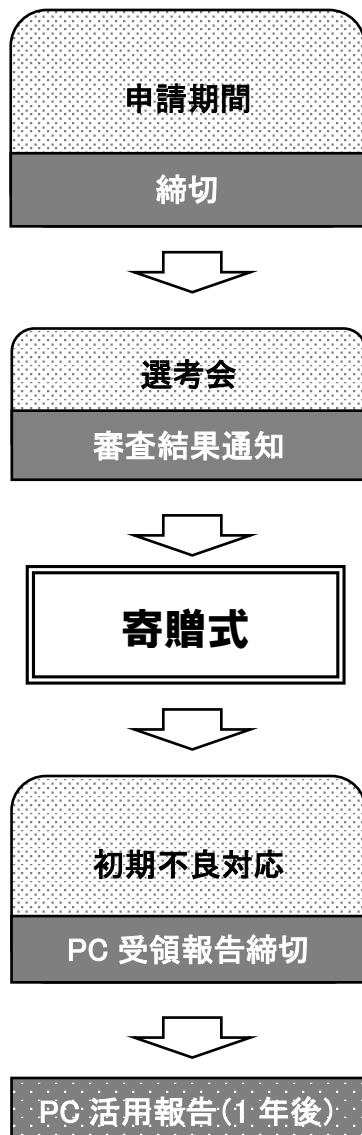 申請期間
締切
選考会
審査結果通知
寄贈式
初期不良対応
PC 受領報告締切
PC 活用報告(1 年後)